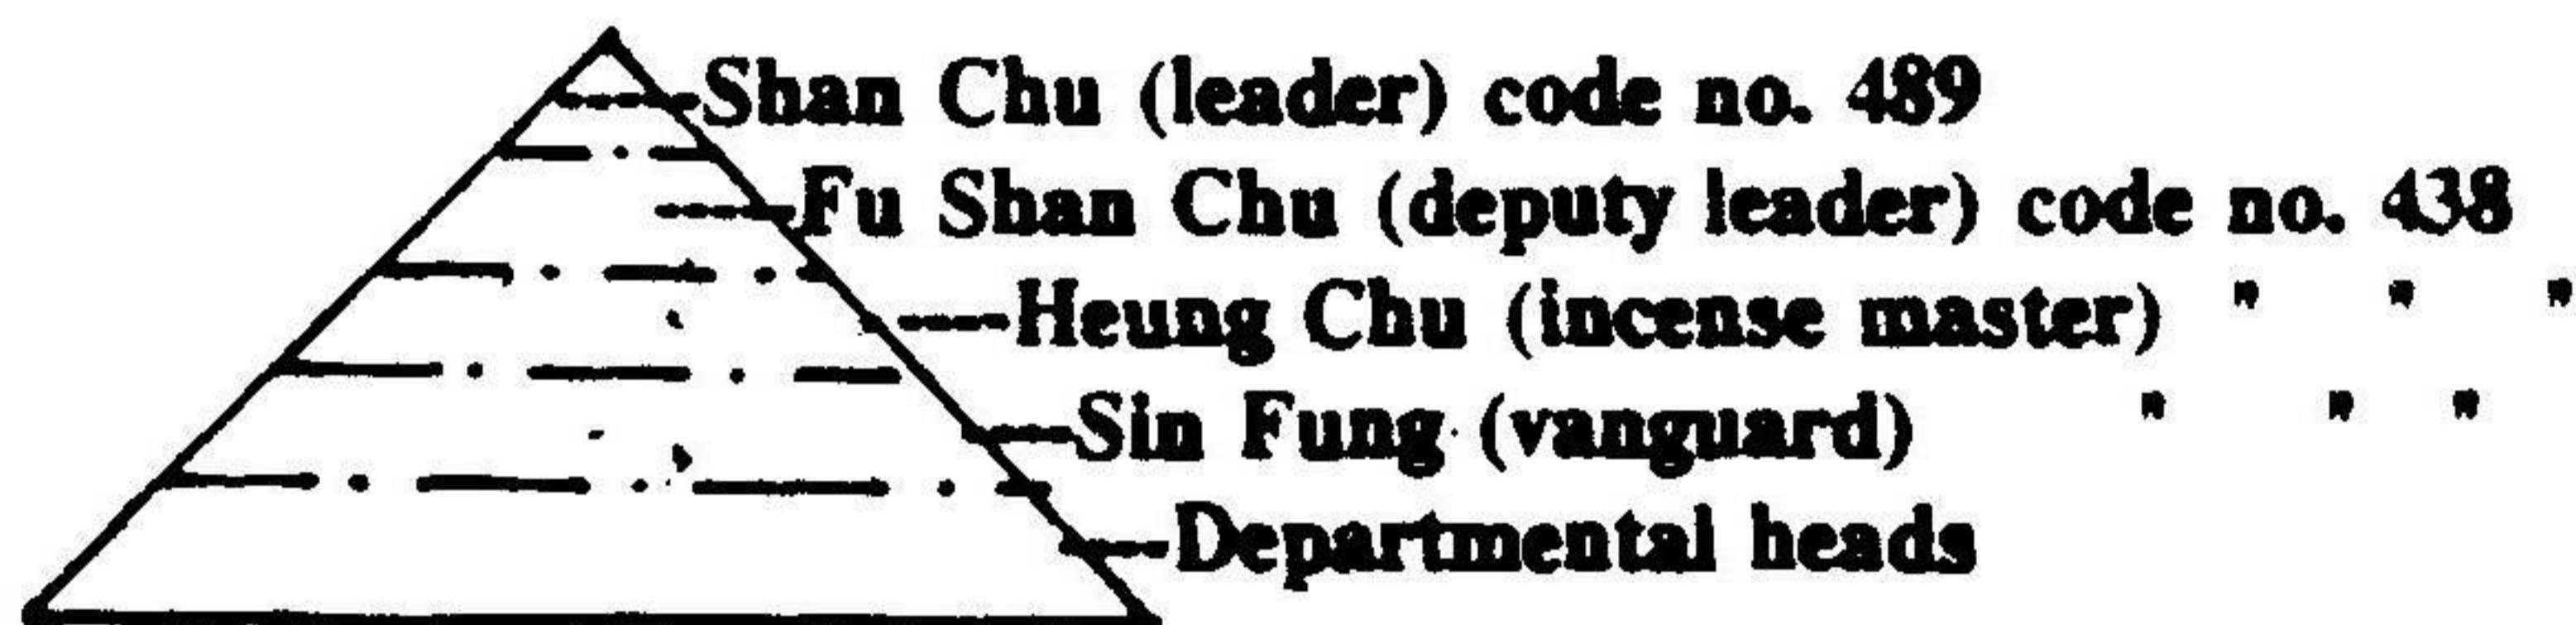 Shan Chu (leader) code no. 489
Fu Shan Chu (deputy leader) code no. 438
Heung Chu (incense master) " " "
Sin Fung (vanguard) " " "
Departmental heads